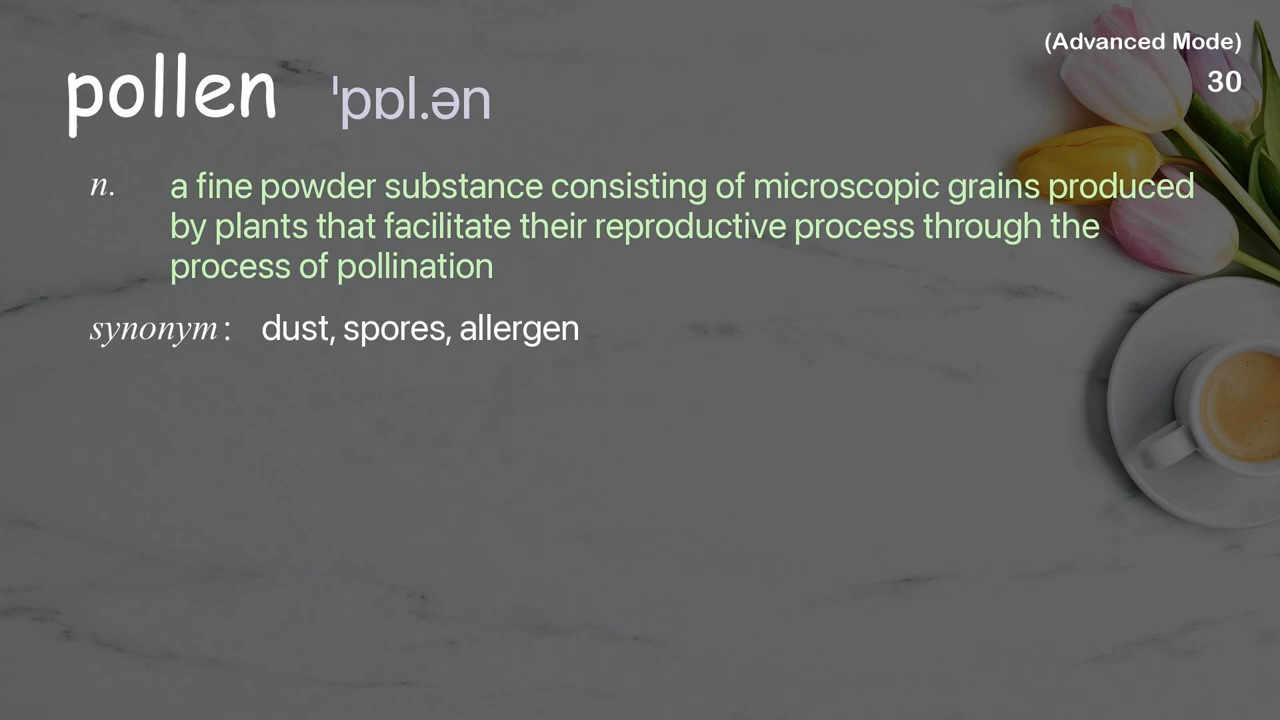 (Advanced Mode)
30
pollen ˈpɒl.ən
n. a fine powder substance consisting of microscopic grains produced
by plants that facilitate their reproductive process through the
process of pollination
synonym : dust, spores, allergen